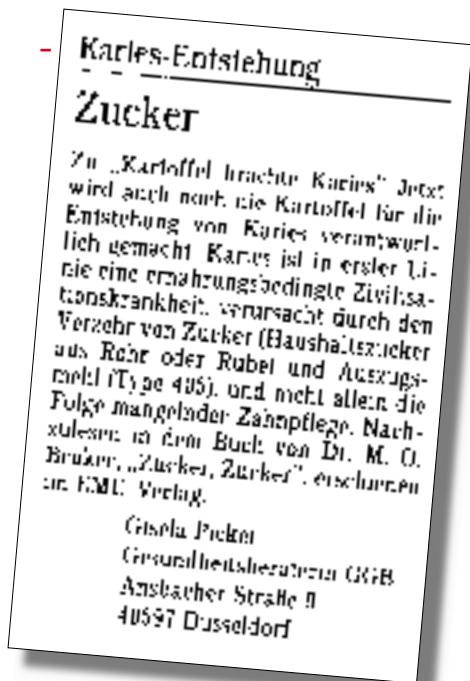 Karies-Entstehung
Zucker
Zu „Kartoffel brachte Karies" Jetzt
wird auch noch die Kartoffel für die
Entstehung von Karies verantwort-
lich gemacht. Karies ist in erster Li-
nie eine ernährungsbedingte Zivilisa-
tionskrankheit, verursacht durch den
Verzehr von Zucker (Haushaltszucker
aus Rohr oder Rübe) und Auszugs-
mehl (Type 405), und nicht allein die
Folge mangelnder Zahnpflege. Nach-
zulesen in dem Buch von Dr. M. O.
Bruker, „Zucker, Zucker", erschienen
im EMU Verlag.
Gisela Picker
Gesundheitsberaterin GGB
Ansbacher Straße
40597 Düsseldorf